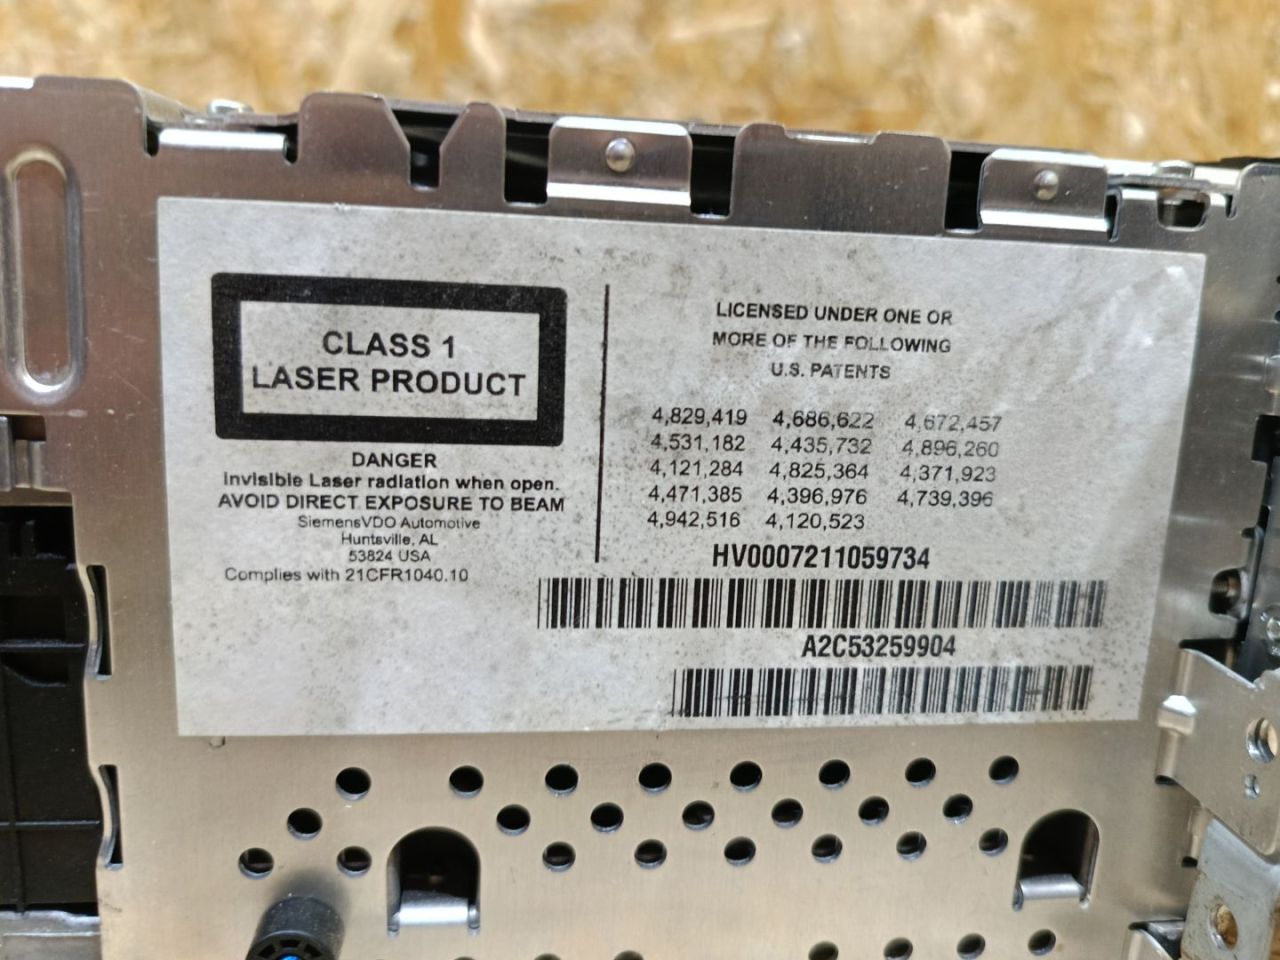 CLASS 1
LASER PRODUCT
DANGER
Invisible Laser radiation when open.
AVOID DIRECT EXPOSURE TO BEAM
SiemensVDO Automotive
Huntsville, AL
53824 USA
Complies with 21CFR1040.10
LICENSED UNDER ONE OR
MORE OF THE FOLLOWING
U.S. PATENTS
4,829,419 4,686,622 4,672,457
4,531,182 4,435,732 4,896,260
4,121,284 4,825,364 4,371,923
4,471,385 4,396,976 4,739,396
4,942,516 4,120,523
HV0007211059734
A2C53259904